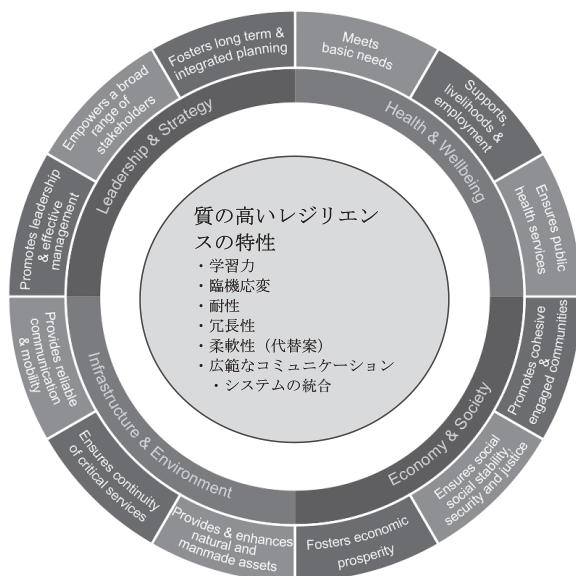 Meets
basic needs
Supports
livelihoods &
employment
Ensures public
health services
Promotes cohesive
&
engaged communities
Ensures social
social stability,
security and justice
Fosters economic
prosperity
Provides & enhances
natural and
manmade assets
Ensures continuity
of critical services
Provides reliable
communication
& mobility
Promotes leadership
& effective
management
Empowers a broad
range of
stakeholders
Fosters long term &
integrated planning
Health & Wellbeing
Economy & Society
Infrastructure & Environment
Leadership & Strategy
質の高いレジリエン
スの特性
・学習力
・臨機応変
・耐性
・冗長性
・柔軟性（代替案）
・広範なコミュニケーション
・システムの統合